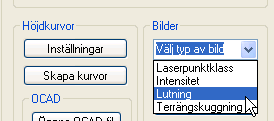 Höjdkurvor
Inställningar
Skapa kurvor
OCAD
Bilder
Välj typ av bild
Laserpunktklass
Intensitet
Lutning
Terrängskuggning